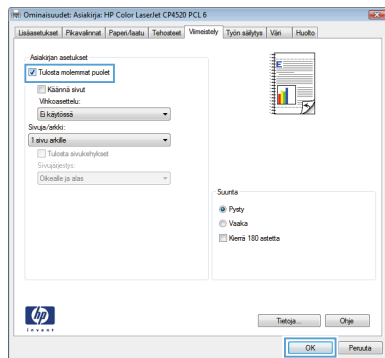 Ominaisuudet: Asiakirja: HP Color LaserJet CP4520 PCL 6
Lisäasetukset Pikavalinnat Paperi/laatu Tehosteet Viimeistely Työn säilytys Väri Huolto
Asiakirjan asetukset
Tulosta molemmat puolet
Käännä sivut
Vihkoasettelu:
Ei käytössä
Sivuja/arkki:
1 sivu arkille
Tulosta sivukehykset
Sivujärjestys:
Oikealle ja alas
E
Suunta
Pysty
Vaaka
Kierrä 180 astetta
hp
invent
Tietoja... Ohje
OK Peruuta